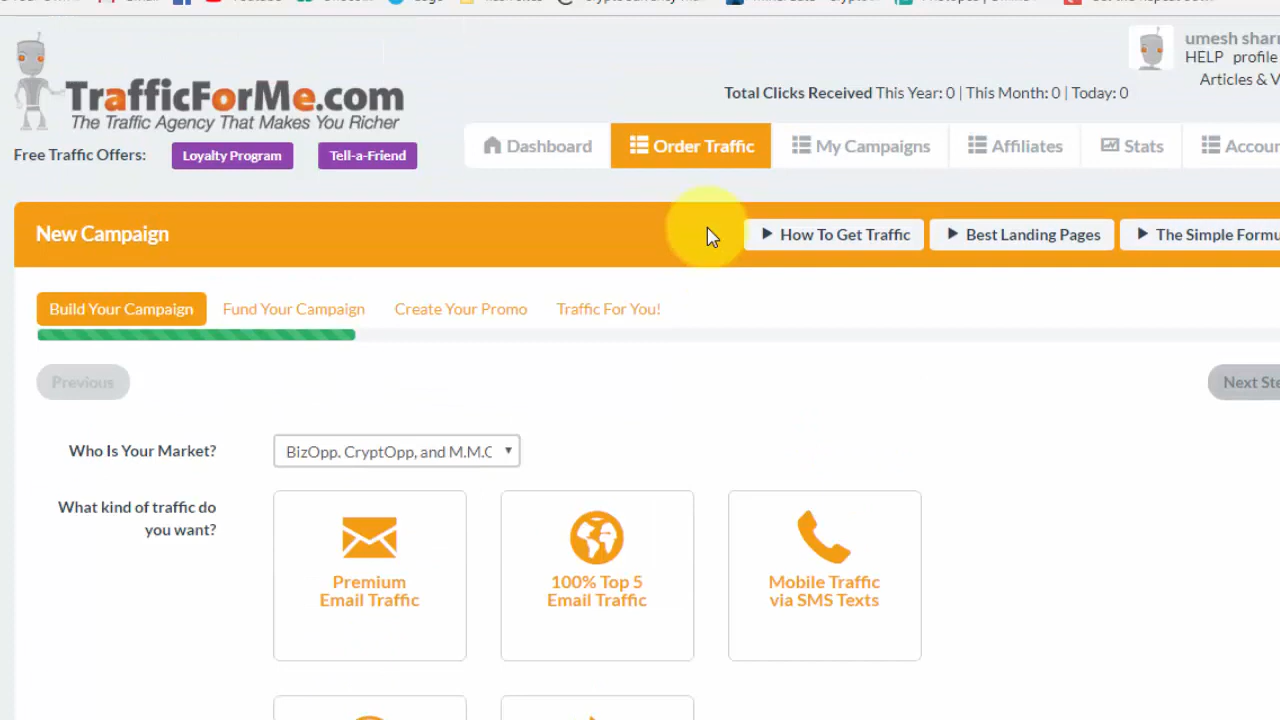 umesh shar
HELP profile
Articles & V
TrafficForMe.com
The Traffic Agency That Makes You Richer
Total Clicks Received This Year: 0 | This Month: 0 | Today: 0
Free Traffic Offers: Loyalty Program Tell-a-Friend
Dashboard Order Traffic My Campaigns Affiliates Stats Accoun
New Campaign How To Get Traffic Best Landing Pages The Simple Formu
Build Your Campaign Fund Your Campaign Create Your Promo Traffic For You!
Previous Next Ste
Who Is Your Market? BizOpp. CryptOpp, and M.M.C
What kind of traffic do
you want?
Premium
Email Traffic
100% Top 5
Email Traffic
Mobile Traffic
via SMS Texts